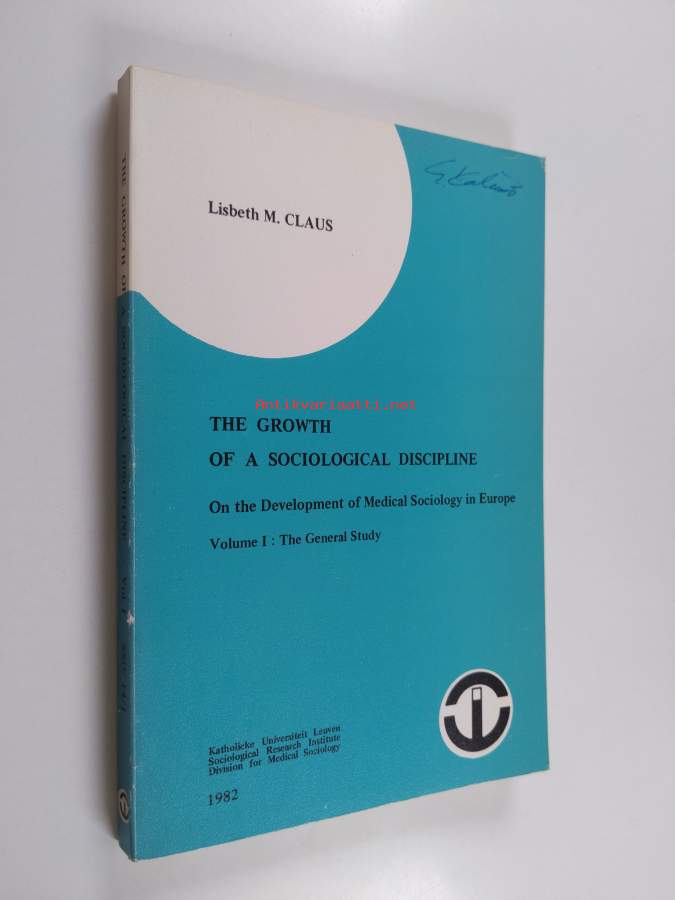 Lisbeth M. CLAUS
Antikvariaatti.net
THE GROWTH
OF A SOCIOLOGICAL DISCIPLINE
On the Development of Medical Sociology in Europe
Volume I : The General Study
Katholieke Universiteit Leuven
Sociological Research Institute
Division for Medical Sociology
1982
THE GROWTH OF A SOCIOLOGICAL DISCIPLINE